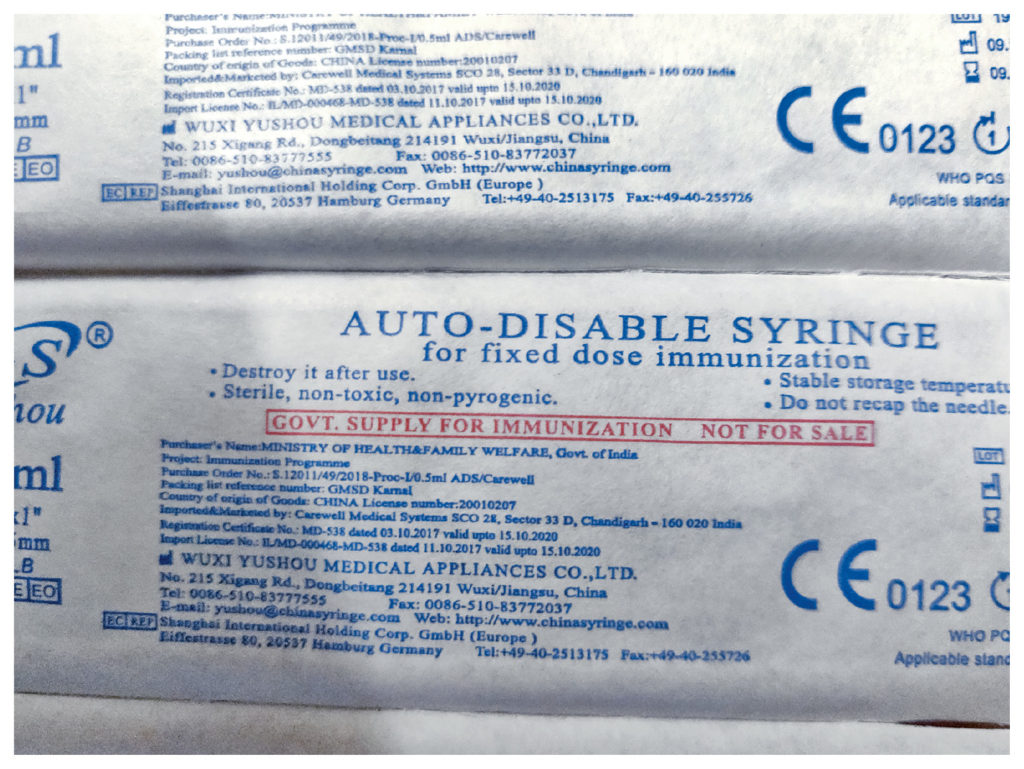 Purchaser's Name:MINISTRY OF HEALTH&FAMILY WELFARE,
Project: Immunization Programme
Purchase Order No.: S.12011/49/2018-Proc-I/0.5ml ADS/Carewell
Packing list reference number: GMSD Karnal
Country of origin of Goods: CHINA License number:20010207
Imported&Marketed by: Carewell Medical Systems SCO 28, Sector 33 D, Chandigarh - 160 020 India
Registration Certificate No.: MD-538 dated 03.10.2017 valid upto 15.10.2020
Import License No.: IL/MD-000468-MD-538 dated 11.10.2017 valid upto 15.10.2020
WUXI YUSHOU MEDICAL APPLIANCES CO.,LTD.
No. 215 Xigang Rd., Dongbeitang 214191 Wuxi/Jiangsu, China
Tel: 0086-510-83777555 Fax: 0086-510-83772037
E-mail: yushou@chinasyringe.com Web: http://www.chinasyringe.com
EC REP Shanghai International Holding Corp. GmbH (Europe )
Eiffestrasse 80, 20537 Hamburg Germany Tel:+49-40-2513175 Fax:+49-40-255726
ml
1"
mm
B
EO
LOT 19
09.
09.
CE 0123 1
WHO PQS
Applicable standar
S ®
hou
ml
1"
mm
.B
E EO
AUTO-DISABLE SYRINGE
for fixed dose immunization
• Destroy it after use.
• Sterile, non-toxic, non-pyrogenic.
• Stable storage temperatu
• Do not recap the needle.
GOVT. SUPPLY FOR IMMUNIZATION NOT FOR SALE
Purchaser's Name:MINISTRY OF HEALTH&FAMILY WELFARE, Govt. of India
Project: Immunization Programme
Purchase Order No.: S.12011/49/2018-Proc-I/0.5ml ADS/Carewell
Packing list reference number: GMSD Karnal
Country of origin of Goods: CHINA License number:20010207
Imported&Marketed by: Carewell Medical Systems SCO 28, Sector 33 D, Chandigarh - 160 020 India
Registration Certificate No.: MD-538 dated 03.10.2017 valid upto 15.10.2020
Import License No.: IL/MD-000468-MD-538 dated 11.10.2017 valid upto 15.10.2020
WUXI YUSHOU MEDICAL APPLIANCES CO.,LTD.
No. 215 Xigang Rd., Dongbeitang 214191 Wuxi/Jiangsu, China
Tel: 0086-510-83777555 Fax: 0086-510-83772037
E-mail: yushou@chinasyringe.com Web: http://www.chinasyringe.com
EC REP Shanghai International Holding Corp. GmbH (Europe )
Eiffestrasse 80, 20537 Hamburg Germany Tel:+49-40-2513175 Fax:+49-40-255726
LOT
CE 0123
WHO PQ
Applicable stand